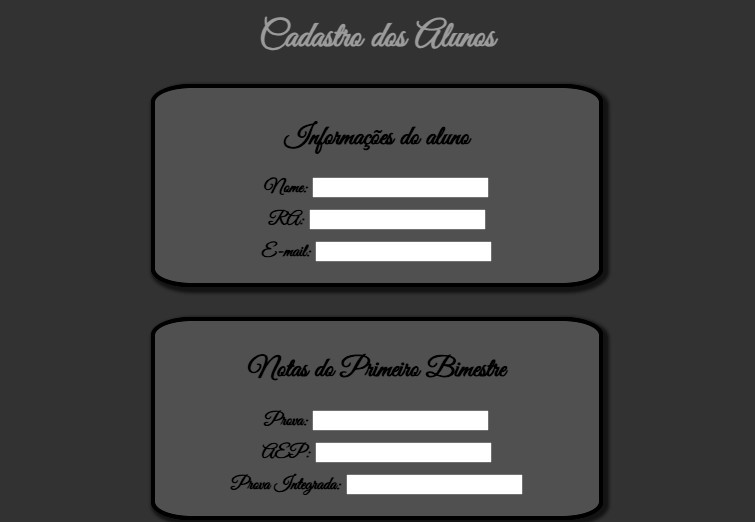 Cadastro dos Alunos
Informações do aluno
Nome:
RA:
E-mail:
Notas do Primeiro Bimestre
Prova:
AEP:
Prova Integrada: